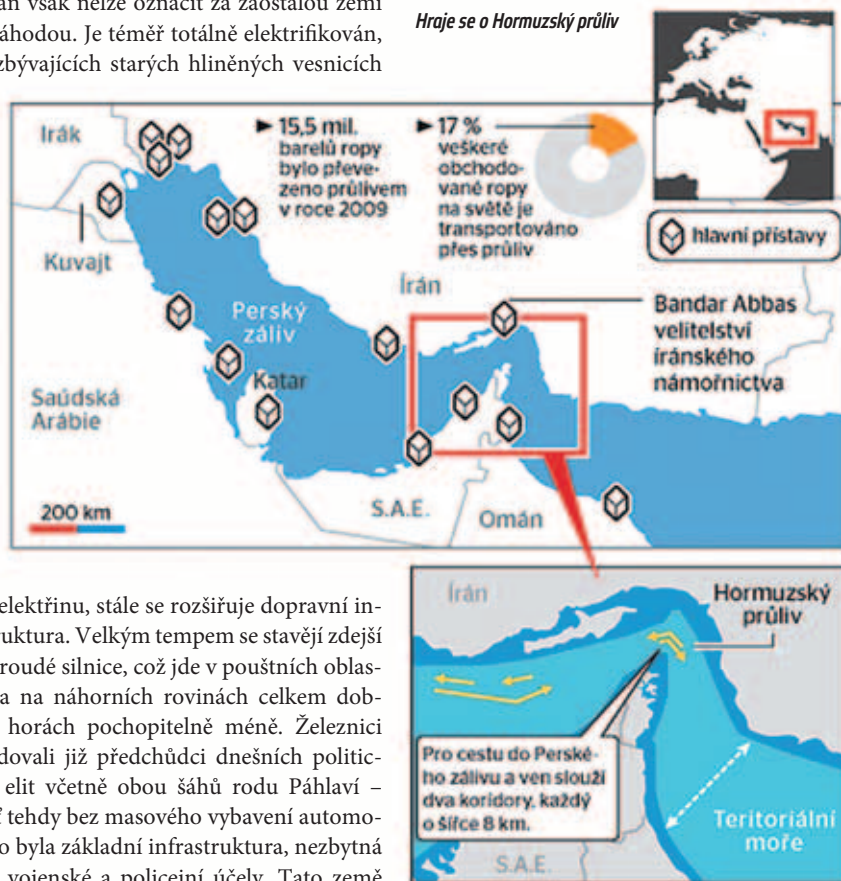 án však nelze označit za zaostalou zemi
áhodou. Je téměř totálně elektrifikován,
zbývajících starých hliněných vesnicích
Hraje se o Hormuzský průliv
Irák
► 15,5 mil.
barelů ropy
bylo převe-
zeno průlivem
v roce 2009
► 17 %
veškeré
obchodo-
vané ropy
na světě je
transportováno
přes průliv
hlavní přístavy
Kuvajt
Írán
Perský
záliv
Bandar Abbas
velitelství
íránského
námořnictva
Katar
Saúdská
Arábie
200 km
S.A.E.
Omán
elektřinu, stále se rozšiřuje dopravní in-
ruktura. Velkým tempem se stavějí zdejší
roudé silnice, což jde v pouštních oblas-
a na náhorních rovinách celkem dob-
horách pochopitelně méně. Železnici
dovali již předchůdci dnešních politic-
elit včetně obou šáhů rodu Páhlaví –
ť tehdy bez masového vybavení automo-
o byla základní infrastruktura, nezbytná
vojenské a policejní účely. Tato země
Írán
Hormuzský
průliv
Pro cestu do Perské-
ho zálivu a ven slouží
dva koridory, každý
o šířce 8 km.
Teritoriální
moře
S.A.E.